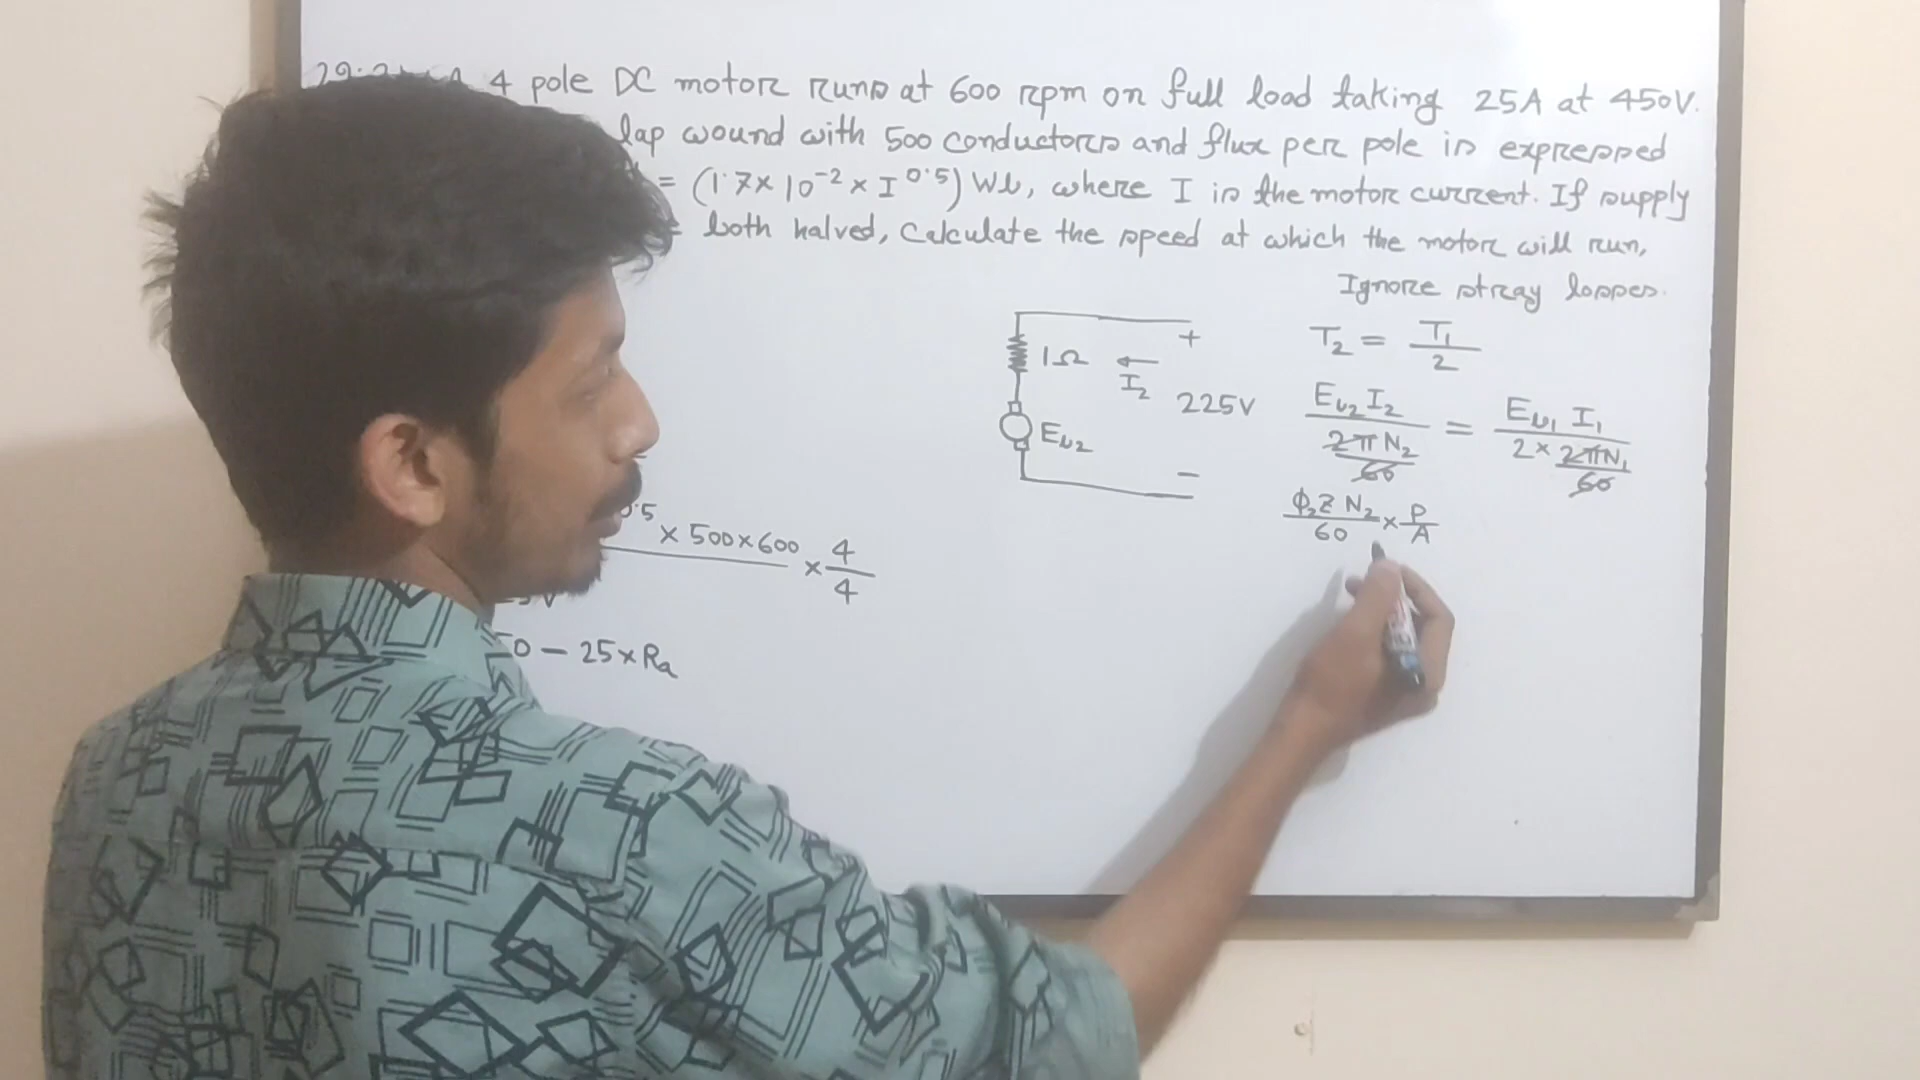 4 pole DC motor runs at 600 rpm on full load taking 25A at 450V.
lap wound with 500 conductors and flux per pole is expressed
= (1.7×10⁻² × I^0.5) Wb, where I is the motor current. If supply
both halved, Calculate the speed at which the motor will run,
Ignore stray losses.
1Ω
I₂
+
225V
E_b2
−
T₂ = T₁/2
E_b2 I₂ / (2πN₂/60) = E_b1 I₁ / (2 × 2πN₁/60)
ϕ₂ Z N₂ / 60 × P/A
0.5 × 500×600 × 4/4
0 − 25×Ra